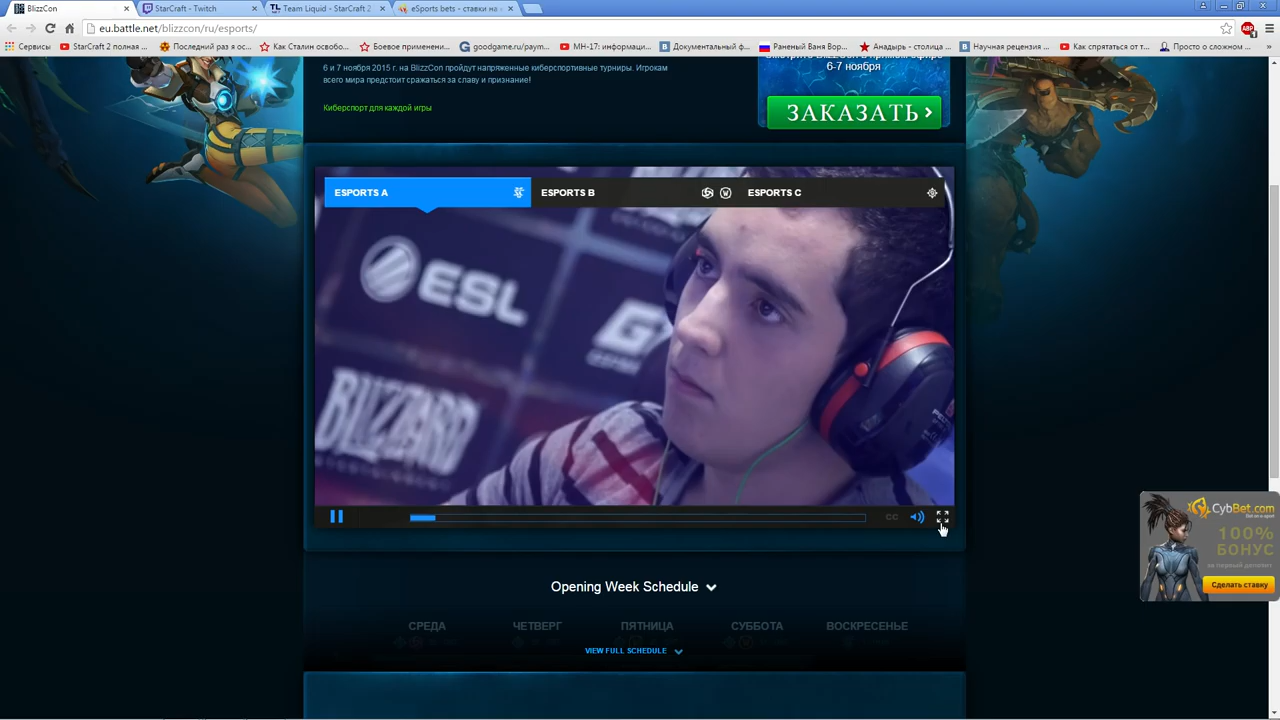 BlizzCon
StarCraft - Twitch
Team Liquid - StarCraft 2
eSports bets - ставки на
eu.battle.net/blizzcon/ru/esports/
Сервисы
StarCraft 2 полная ...
Последний раз я ос...
Как Сталин освобо...
Боевое применени...
goodgame.ru/paym...
МН-17: информаци...
Документальный ф...
Раненый Ваня Вор...
Анадырь - столица ...
Научная рецензия ...
Как спрятаться от т...
Просто о сложном ...
6 и 7 ноября 2015 г. на BlizzCon пройдут напряженные киберспортивные турниры. Игрокам
всего мира предстоит сражаться за славу и признание!
Киберспорт для каждой игры
6-7 ноября
ЗАКАЗАТЬ
ESPORTS A
ESPORTS B
ESPORTS C
ESL
BLIZZARD
CC
CybBet.com
100%
БОНУС
за первый депозит
Сделать ставку
Opening Week Schedule
СРЕДА
ЧЕТВЕРГ
ПЯТНИЦА
СУББОТА
ВОСКРЕСЕНЬЕ
VIEW FULL SCHEDULE